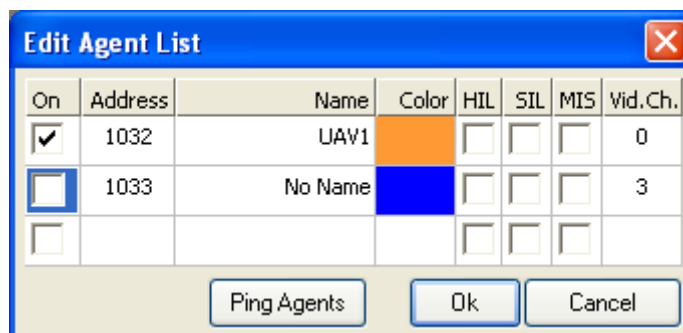 Edit Agent List
On Address Name Color HIL SIL MIS Vid.Ch.
1032 UAV1 0
1033 No Name 3
Ping Agents Ok Cancel